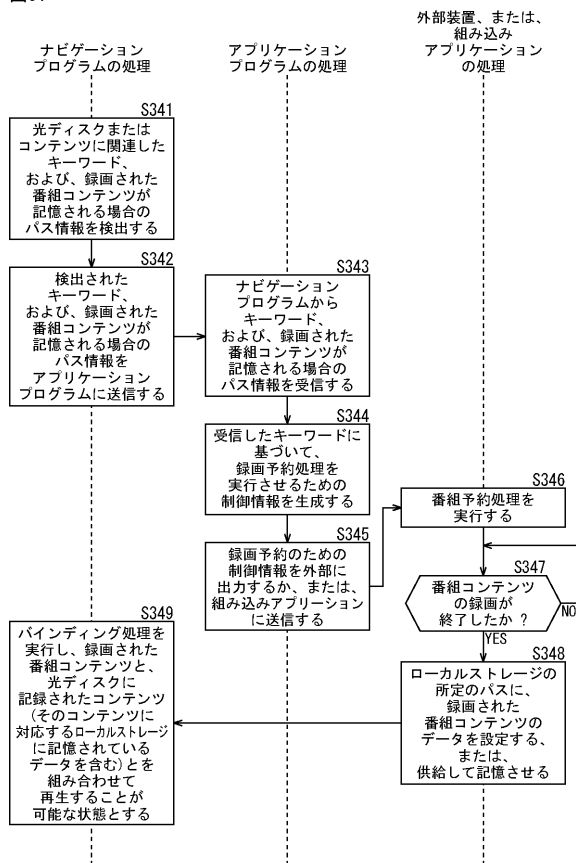 ナビゲーション
プログラムの処理
アプリケーション
プログラムの処理
外部装置、または、
組み込み
アプリケーション
の処理
S341
光ディスクまたは
コンテンツに関連した
キーワード、
および、録画された
番組コンテンツが
記憶される場合の
パス情報を検出する
S342
検出された
キーワード、
および、録画された
番組コンテンツが
記憶される場合の
パス情報を
アプリケーション
プログラムに送信する
S343
ナビゲーション
プログラムから
キーワード、
および、録画された
番組コンテンツが
記憶される場合の
パス情報を受信する
S344
受信したキーワードに
基づいて、
録画予約処理を
実行させるための
制御情報を生成する
S345
録画予約のための
制御情報を外部に
出力するか、または、
組み込みアプリーション
に送信する
S346
番組予約処理を
実行する
S347
番組コンテンツ
の録画が
終了したか ?
NO
YES
S348
ローカルストレージの
所定のパスに、
録画された
番組コンテンツの
データを設定する、
または、
供給して記憶させる
S349
バインディング処理を
実行し、録画された
番組コンテンツと、
光ディスクに
記録されたコンテンツ
(そのコンテンツに
対応するローカルストレージ
に記憶されている
データを含む)とを
組み合わせて
再生することが
可能な状態とする